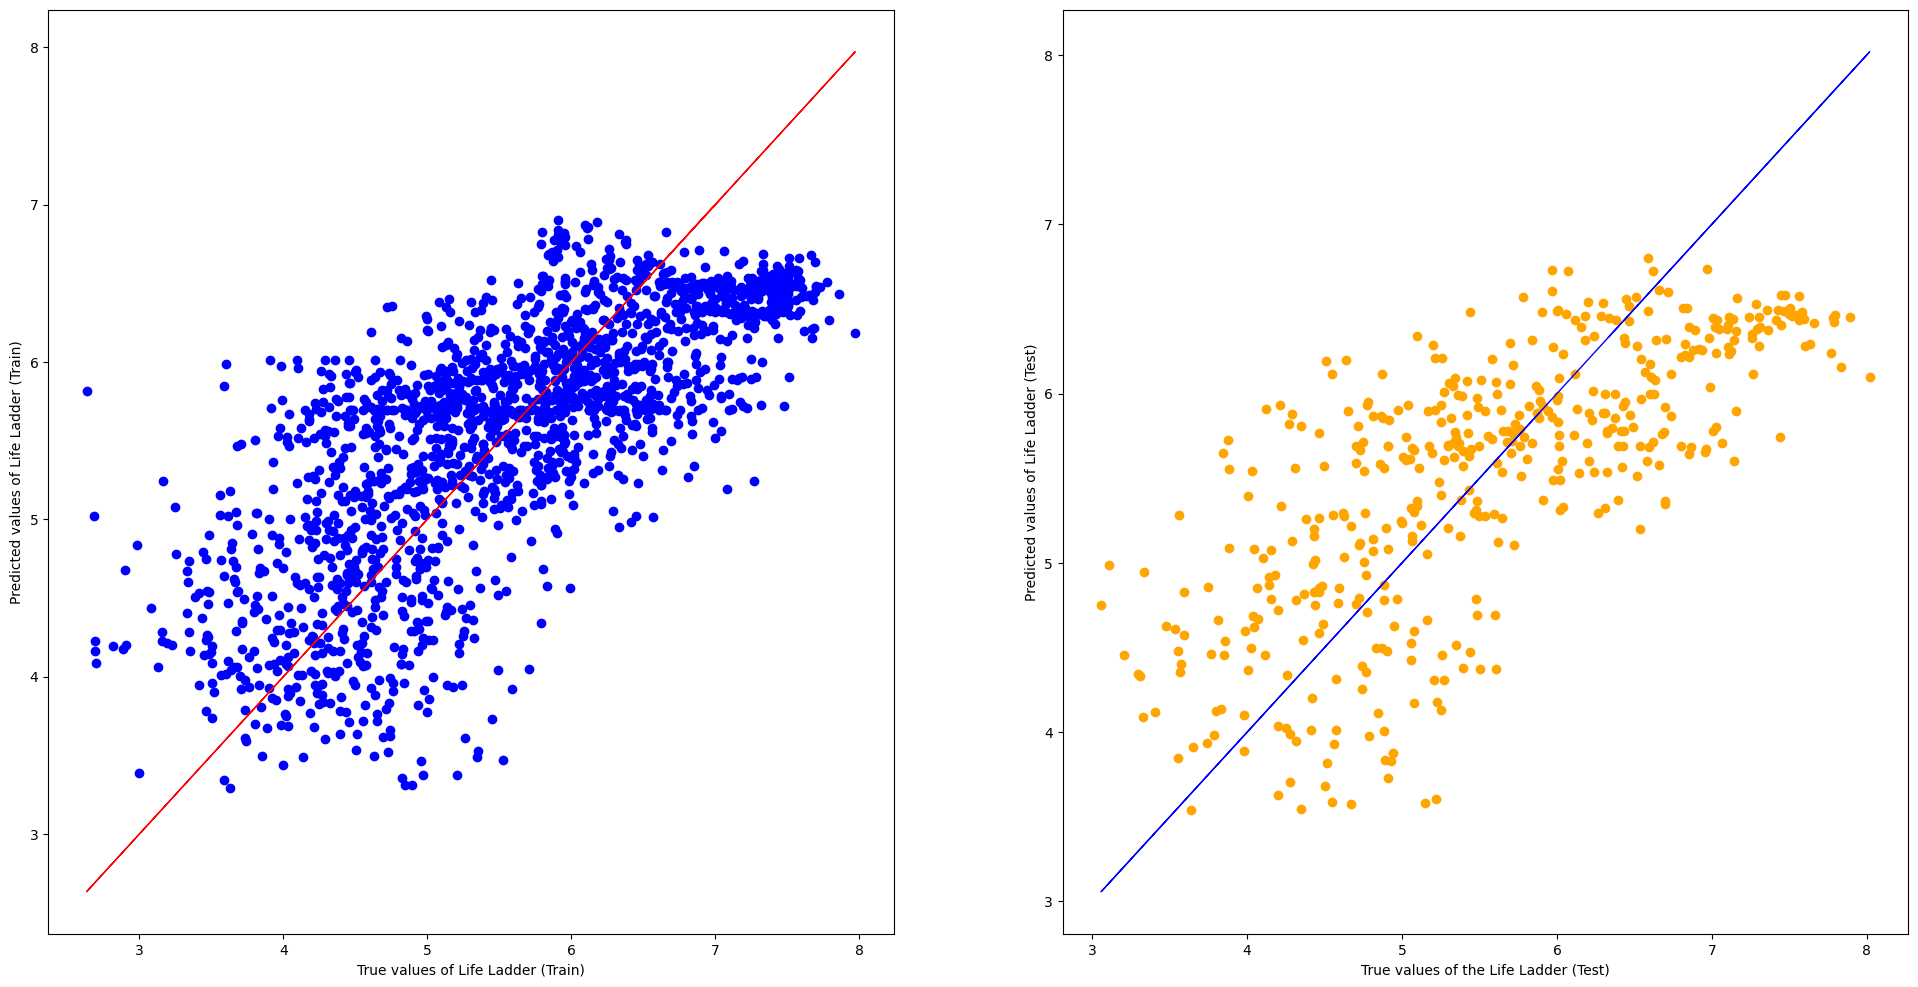 8
7
6
5
4
3
Predicted values of Life Ladder (Train)
3 4 5 6 7 8
True values of Life Ladder (Train)
8
7
6
5
4
3
Predicted values of Life Ladder (Test)
3 4 5 6 7 8
True values of the Life Ladder (Test)